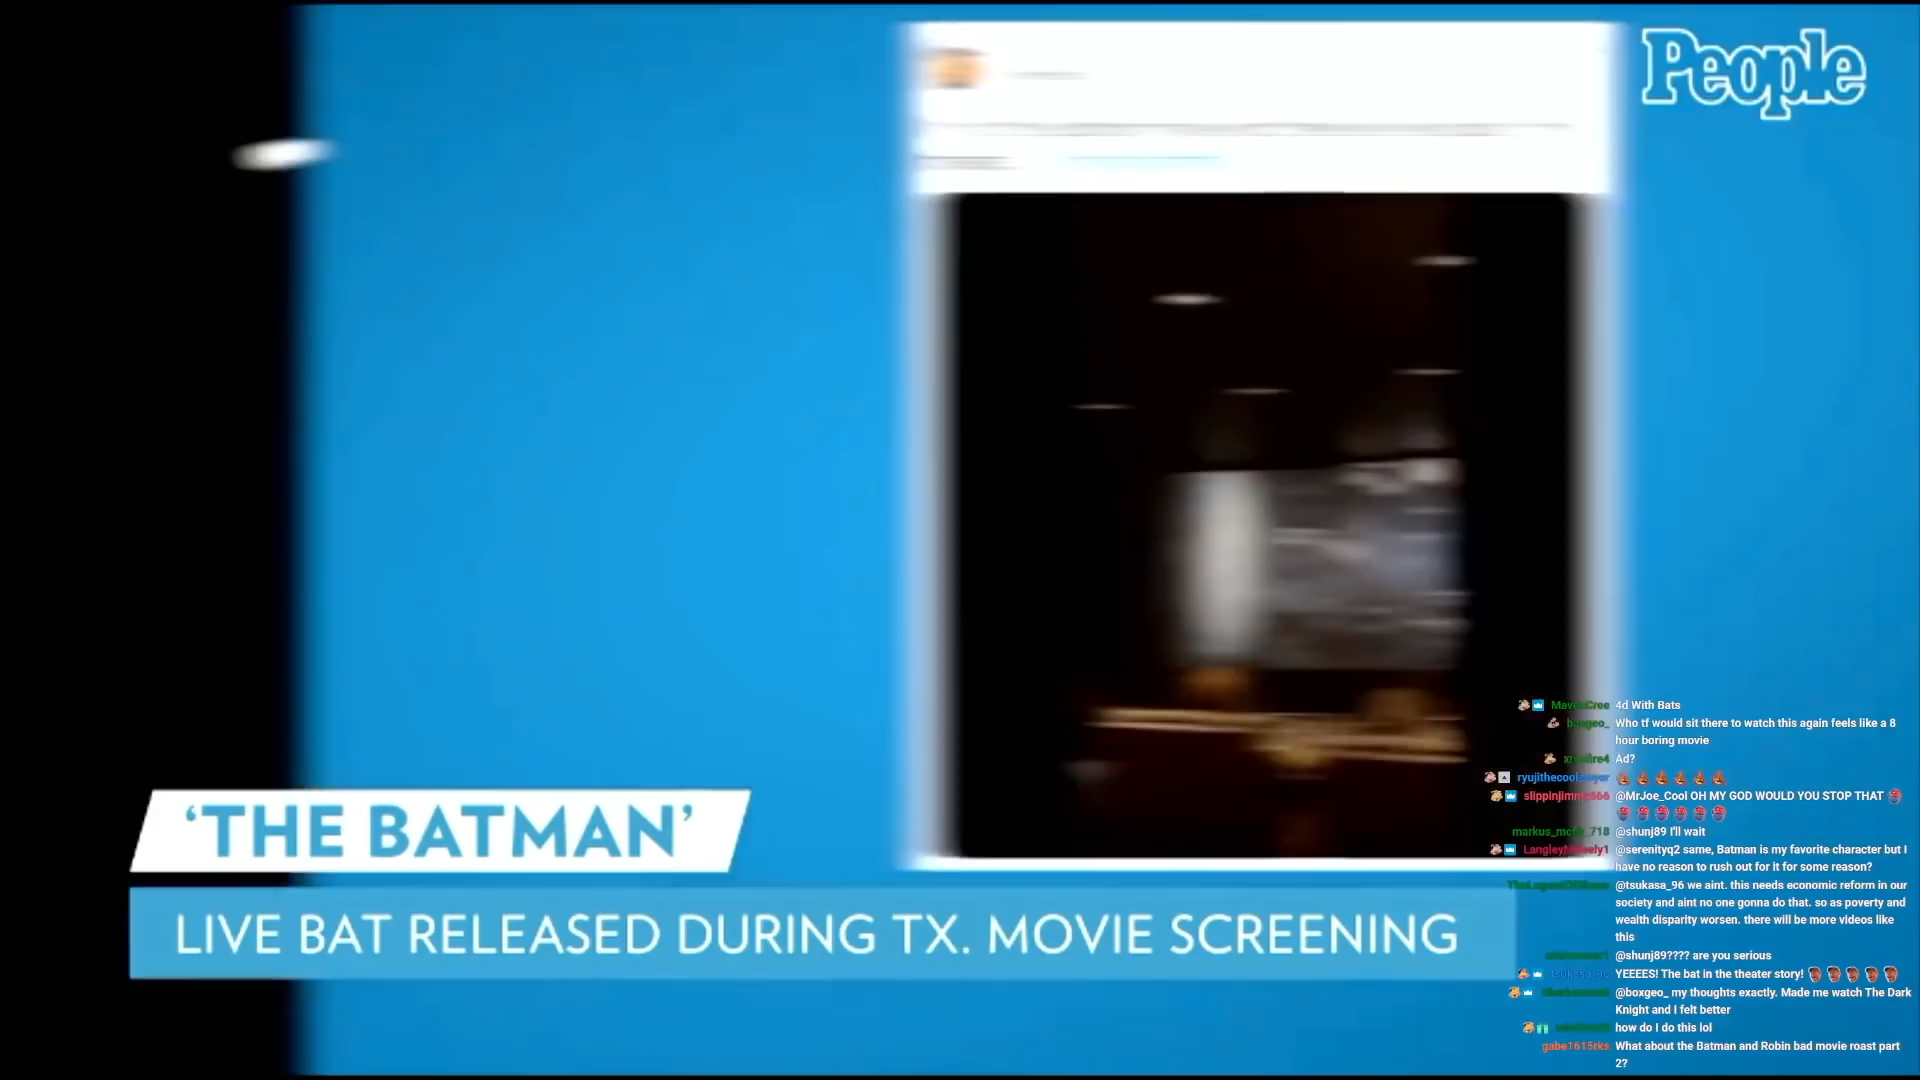 People
‘THE BATMAN’
LIVE BAT RELEASED DURING TX. MOVIE SCREENING
4d With Bats
Who tf would sit there to watch this again feels like a 8
hour boring movie
Ad?
@MrJoe_Cool OH MY GOD WOULD YOU STOP THAT
@shunj89 I'll wait
@serenityq2 same, Batman is my favorite character but I
have no reason to rush out for it for some reason?
@tsukasa_96 we aint. this needs economic reform in our
society and aint no one gonna do that. so as poverty and
wealth disparity worsen. there will be more videos like
this
@shunj89???? are you serious
YEEEES! The bat in the theater story!
@boxgeo_ my thoughts exactly. Made me watch The Dark
Knight and I felt better
how do I do this lol
gabe1615rks What about the Batman and Robin bad movie roast part
2?